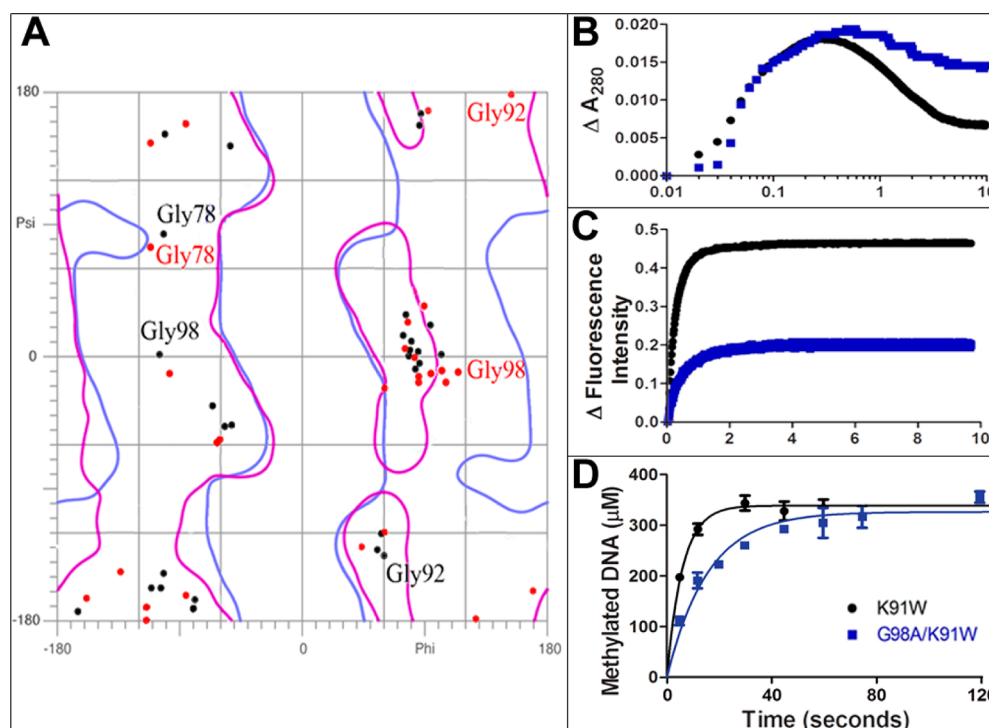 A
180
Psi
0
-180
-180
0
Phi
180
Gly92
Gly78
Gly78
Gly98
Gly98
Gly92
B
Δ A280
0.020
0.015
0.010
0.005
0.000
0.01
0.1
1
10
C
Δ Fluorescence
Intensity
0.5
0.4
0.3
0.2
0.1
0.0
0
2
4
6
8
10
D
Methylated DNA (μM)
400
300
200
100
0
K91W
G98A/K91W
0
40
80
120
Time (seconds)